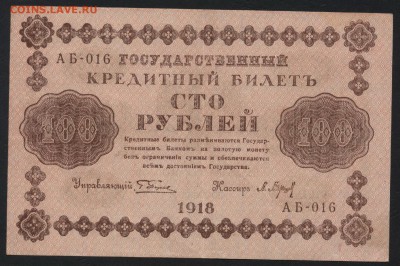 COINS.LAVE.RU
АБ-016 ГОСУДАРСТВЕННЫЙ
КРЕДИТНЫЙ БИЛЕТЪ
СТО
РУБЛЕЙ
100 100
Кредитные билеты размѣниваются Государ-
ственнымъ Банкомъ на золотую монету
безъ ограниченія суммы и обезпечиваются
всѣмъ достояніемъ Государства.
Управляющій
Кассиръ
1918 АБ-016